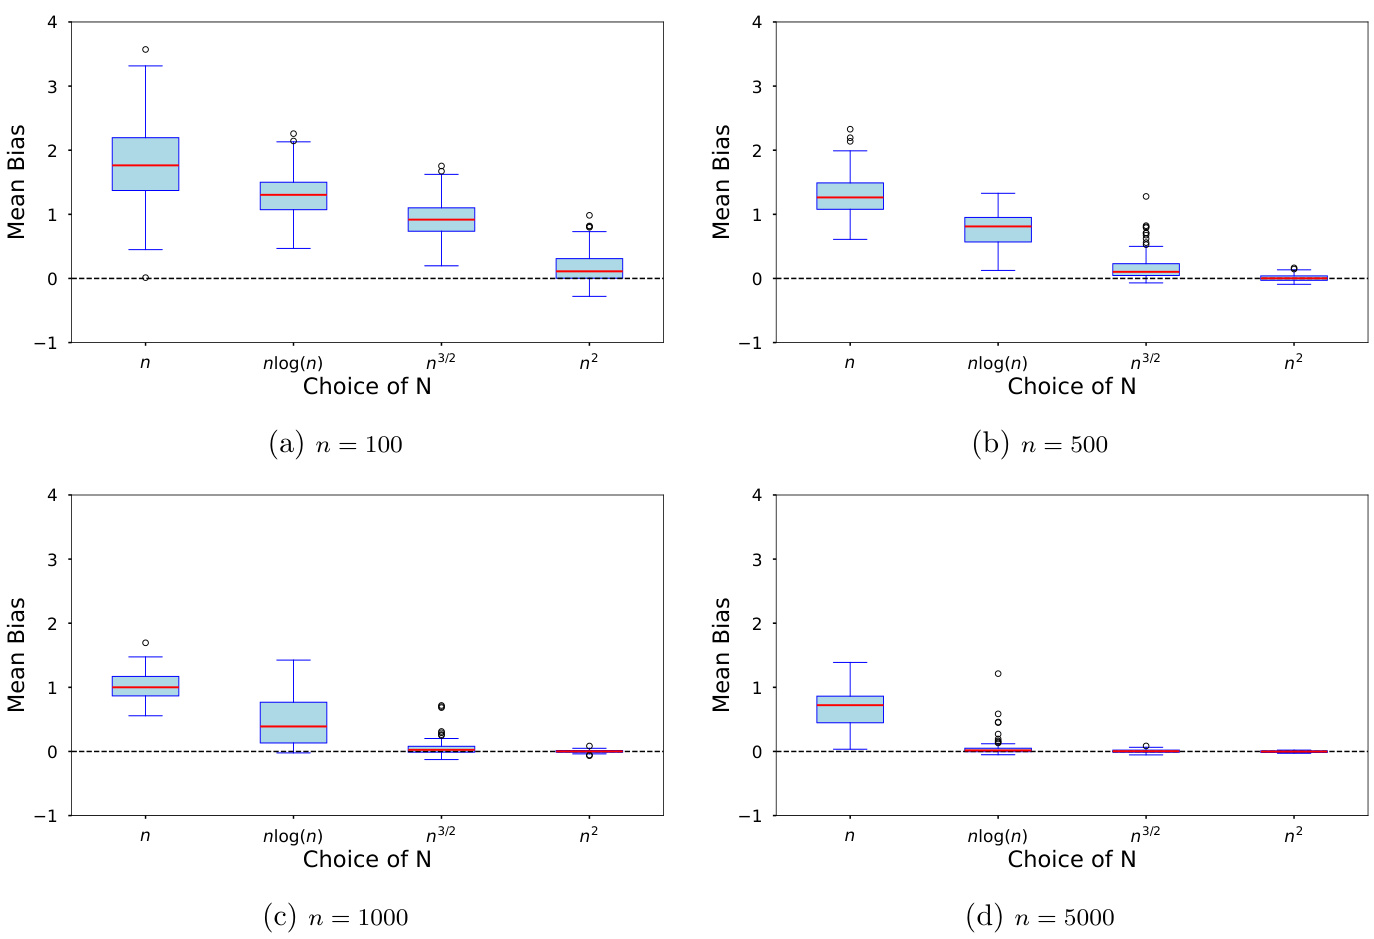 4
3
2
1
0
−1
Mean Bias
n
nlog(n)
n^{3/2}
n^2
Choice of N
(a) n = 100
4
3
2
1
0
−1
Mean Bias
n
nlog(n)
n^{3/2}
n^2
Choice of N
(b) n = 500
4
3
2
1
0
−1
Mean Bias
n
nlog(n)
n^{3/2}
n^2
Choice of N
(c) n = 1000
4
3
2
1
0
−1
Mean Bias
n
nlog(n)
n^{3/2}
n^2
Choice of N
(d) n = 5000